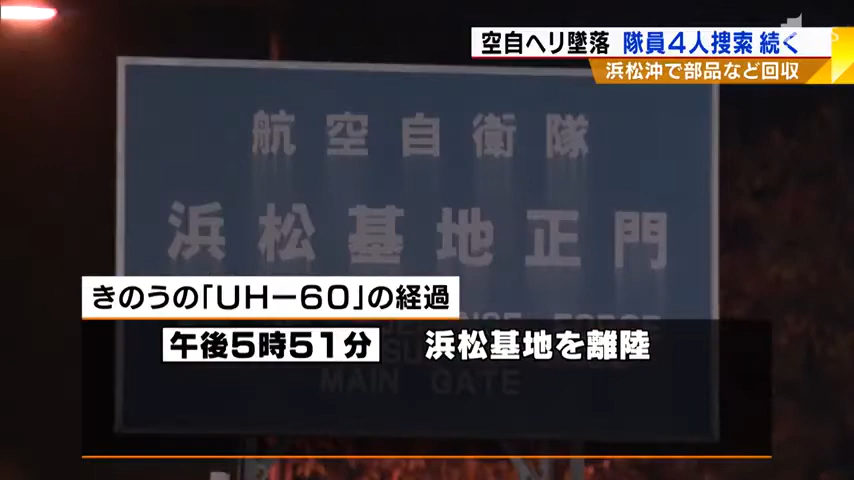 空自ヘリ墜落 隊員4人捜索 続く
浜松沖で部品など回収
航空自衛隊
浜松基地正門
きのうの「UH－60」の経過
午後5時51分 浜松基地を離陸
MAIN GATE